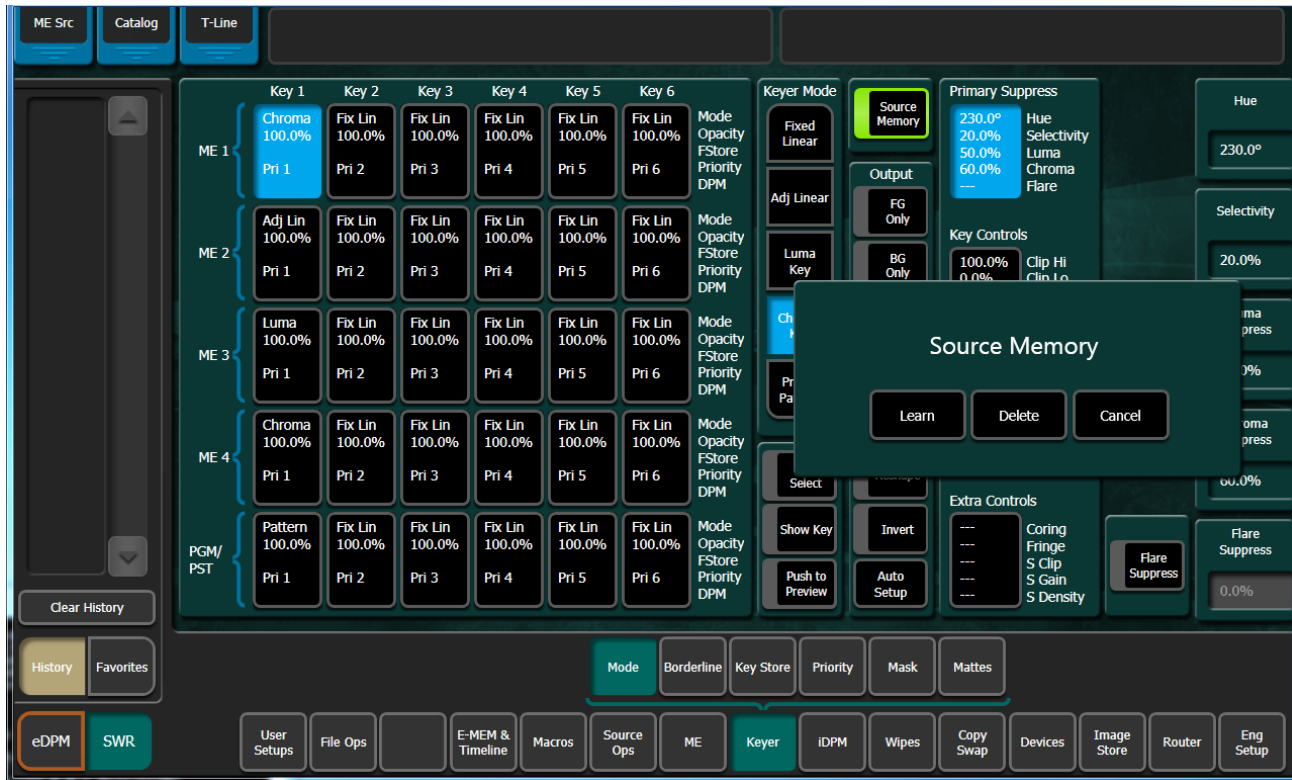 ME Src
Catalog
T-Line
Key 1 Key 2 Key 3 Key 4 Key 5 Key 6
ME 1
Chroma Fix Lin Fix Lin Fix Lin Fix Lin Fix Lin Mode
100.0% 100.0% 100.0% 100.0% 100.0% 100.0% Opacity
FStore
Pri 1 Pri 2 Pri 3 Pri 4 Pri 5 Pri 6 Priority
DPM
ME 2
Adj Lin Fix Lin Fix Lin Fix Lin Fix Lin Fix Lin Mode
100.0% 100.0% 100.0% 100.0% 100.0% 100.0% Opacity
FStore
Pri 1 Pri 2 Pri 3 Pri 4 Pri 5 Pri 6 Priority
DPM
ME 3
Luma Fix Lin Fix Lin Fix Lin Fix Lin Fix Lin Mode
100.0% 100.0% 100.0% 100.0% 100.0% 100.0% Opacity
FStore
Pri 1 Pri 2 Pri 3 Pri 4 Pri 5 Pri 6 Priority
DPM
ME 4
Chroma Fix Lin Fix Lin Fix Lin Fix Lin Fix Lin Mode
100.0% 100.0% 100.0% 100.0% 100.0% 100.0% Opacity
FStore
Pri 1 Pri 2 Pri 3 Pri 4 Pri 5 Pri 6 Priority
DPM
PGM/
PST
Pattern Fix Lin Fix Lin Fix Lin Fix Lin Fix Lin Mode
100.0% 100.0% 100.0% 100.0% 100.0% 100.0% Opacity
FStore
Pri 1 Pri 2 Pri 3 Pri 4 Pri 5 Pri 6 Priority
DPM
Keyer Mode
Fixed
Linear
Adj Linear
Luma
Key
Select
Show Key
Push to
Preview
Source
Memory
Output
FG
Only
BG
Only
Invert
Auto
Setup
Primary Suppress
230.0° Hue
20.0% Selectivity
50.0% Luma
60.0% Chroma
--- Flare
Key Controls
100.0% Clip Hi
0.0% Clip Lo
Source Memory
Learn
Delete
Cancel
Extra Controls
--- Coring
--- Fringe
--- S Clip
--- S Gain
--- S Density
Flare
Suppress
Hue
230.0°
Selectivity
20.0%
60.0%
Flare
Suppress
0.0%
Clear History
History
Favorites
Mode
Borderline
Key Store
Priority
Mask
Mattes
eDPM
SWR
User
Setups
File Ops
E-MEM &
Timeline
Macros
Source
Ops
ME
Keyer
iDPM
Wipes
Copy
Swap
Devices
Image
Store
Router
Eng
Setup